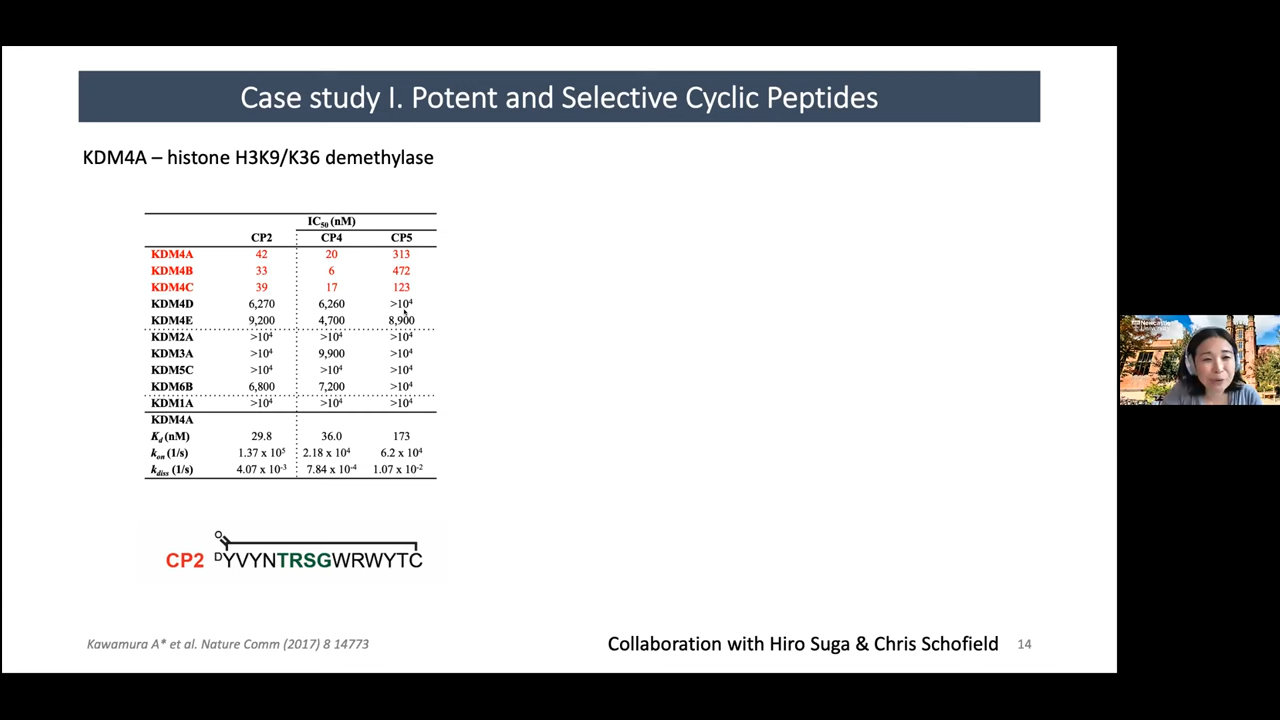 Case study I. Potent and Selective Cyclic Peptides
KDM4A – histone H3K9/K36 demethylase
IC₅₀ (nM)
CP2 CP4 CP5
KDM4A 42 20 313
KDM4B 33 6 472
KDM4C 39 17 123
KDM4D 6,270 6,260 >10⁴
KDM4E 9,200 4,700 8,900
KDM2A >10⁴ >10⁴ >10⁴
KDM3A >10⁴ 9,900 >10⁴
KDM5C >10⁴ >10⁴ >10⁴
KDM6B 6,800 7,200 >10⁴
KDM1A >10⁴ >10⁴ >10⁴
KDM4A
K_d (nM) 29.8 36.0 173
k_on (1/s) 1.37 x 10⁵ 2.18 x 10⁴ 6.2 x 10⁴
k_diss (1/s) 4.07 x 10⁻³ 7.84 x 10⁻⁴ 1.07 x 10⁻²
O
CP2 ᴰYVYNTRSGWRWYTC
Kawamura A* et al. Nature Comm (2017) 8 14773
Collaboration with Hiro Suga & Chris Schofield 14